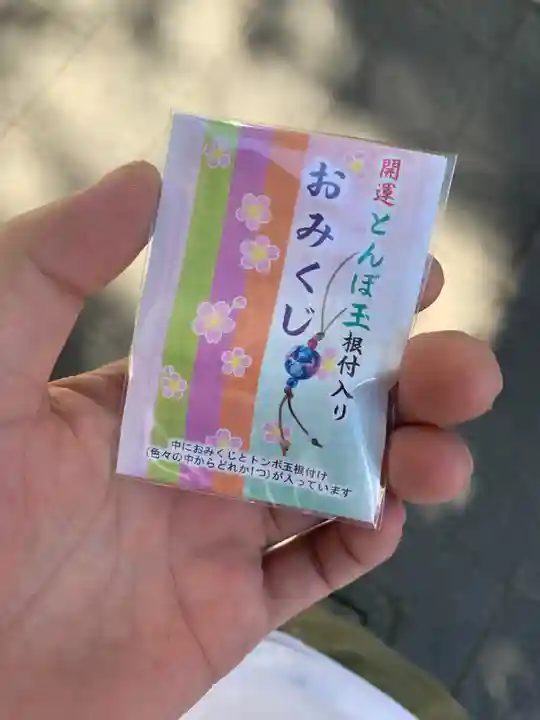 開運とんぼ玉根付入り
おみくじ
中におみくじとトンボ玉根付け
(色々の中からどれか1つ)が入っています